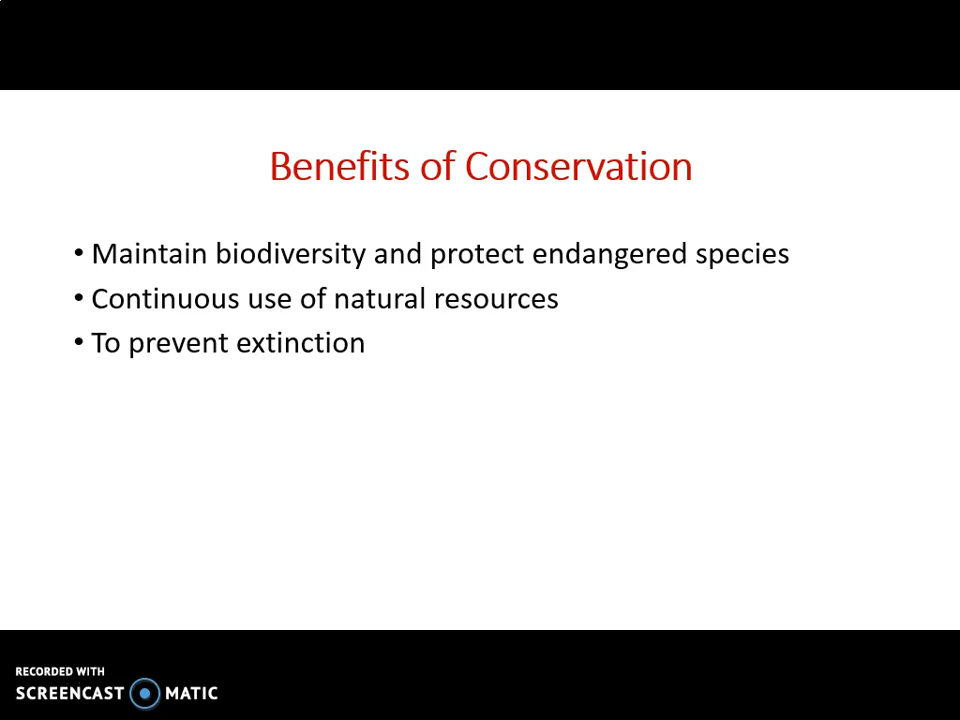 Benefits of Conservation
• Maintain biodiversity and protect endangered species
• Continuous use of natural resources
• To prevent extinction
RECORDED WITH
SCREENCAST MATIC